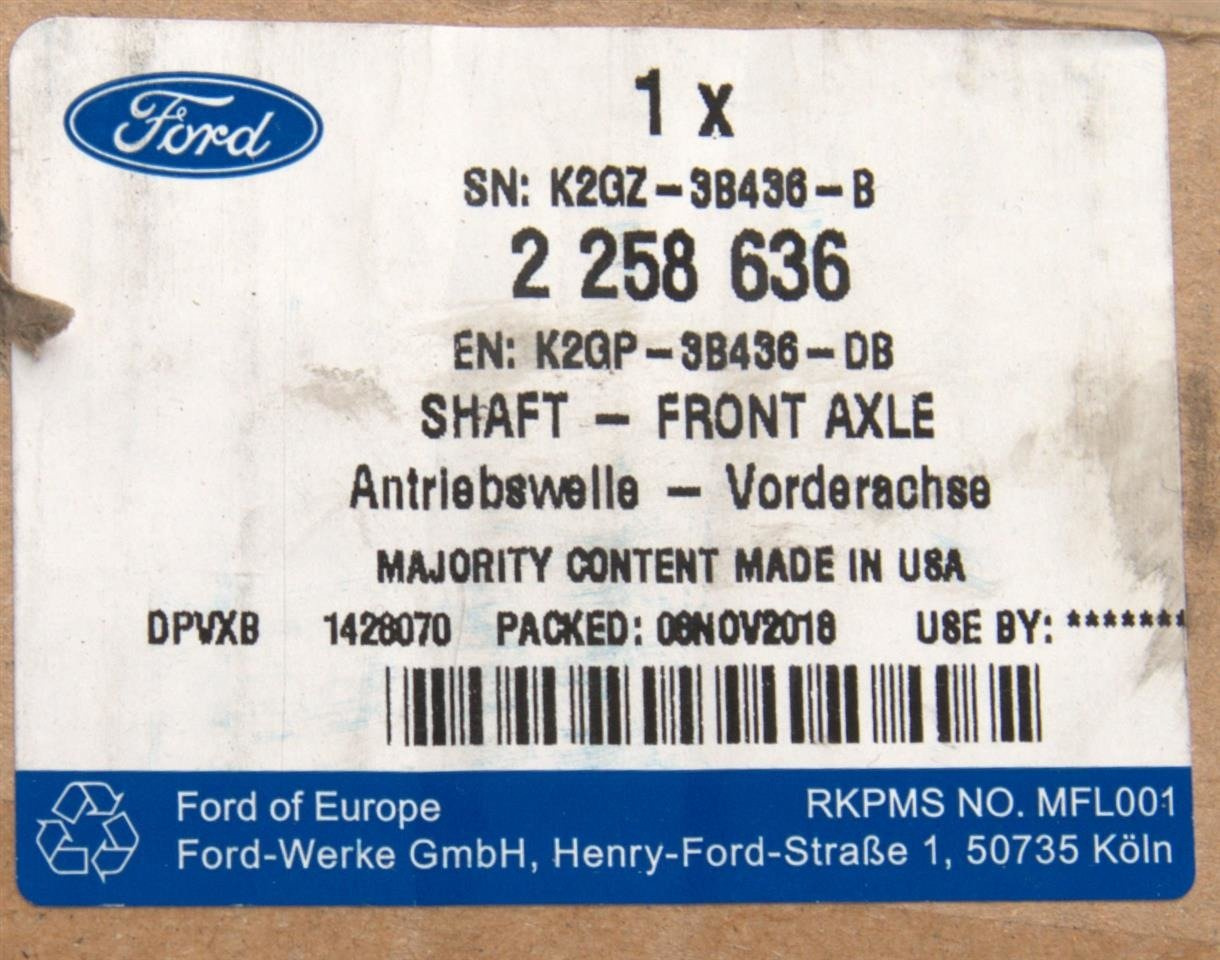 Ford
1 x
SN: K2GZ-3B436-B
2 258 636
EN: K2GP-3B436-DB
SHAFT - FRONT AXLE
Antriebswelle - Vorderachse
MAJORITY CONTENT MADE IN USA
DPVXB 1428070 PACKED: USE BY: *******
Ford of Europe RKPMS NO. MFL001
Ford-Werke GmbH, Henry-Ford-Straße 1, 50735 Köln